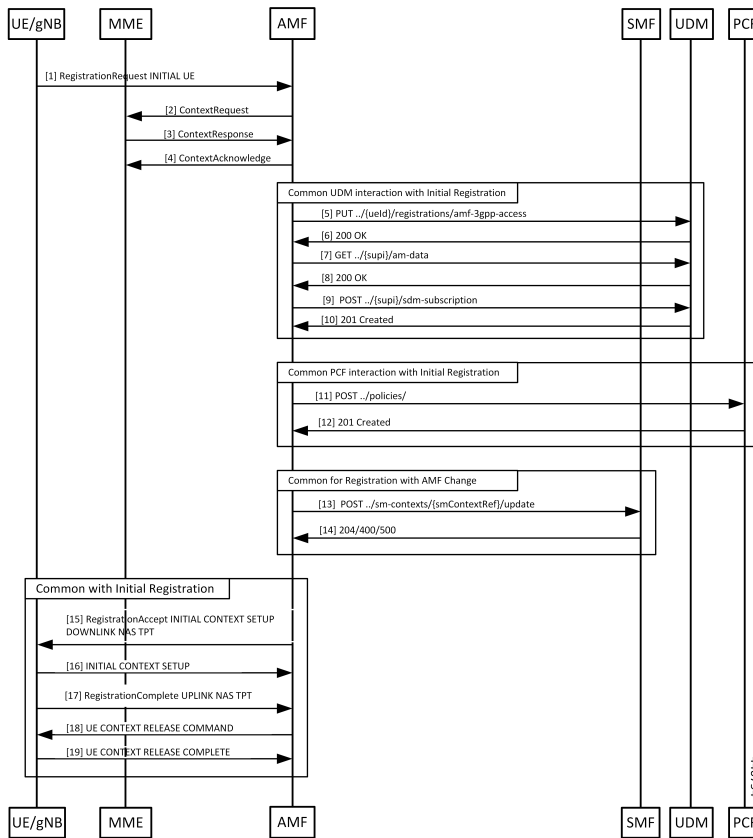 UE/gNB MME AMF SMF UDM PCF
[1] RegistrationRequest INITIAL UE
[2] ContextRequest
[3] ContextResponse
[4] ContextAcknowledge
Common UDM interaction with Initial Registration
[5] PUT ../{ueId}/registrations/amf-3gpp-access
[6] 200 OK
[7] GET ../{supi}/am-data
[8] 200 OK
[9] POST ../{supi}/sdm-subscription
[10] 201 Created
Common PCF interaction with Initial Registration
[11] POST ../policies/
[12] 201 Created
Common for Registration with AMF Change
[13] POST ../sm-contexts/{smContextRef}/update
[14] 204/400/500
Common with Initial Registration
[15] RegistrationAccept INITIAL CONTEXT SETUP
DOWNLINK NAS TPT
[16] INITIAL CONTEXT SETUP
[17] RegistrationComplete UPLINK NAS TPT
[18] UE CONTEXT RELEASE COMMAND
[19] UE CONTEXT RELEASE COMPLETE
UE/gNB MME AMF SMF UDM PCF